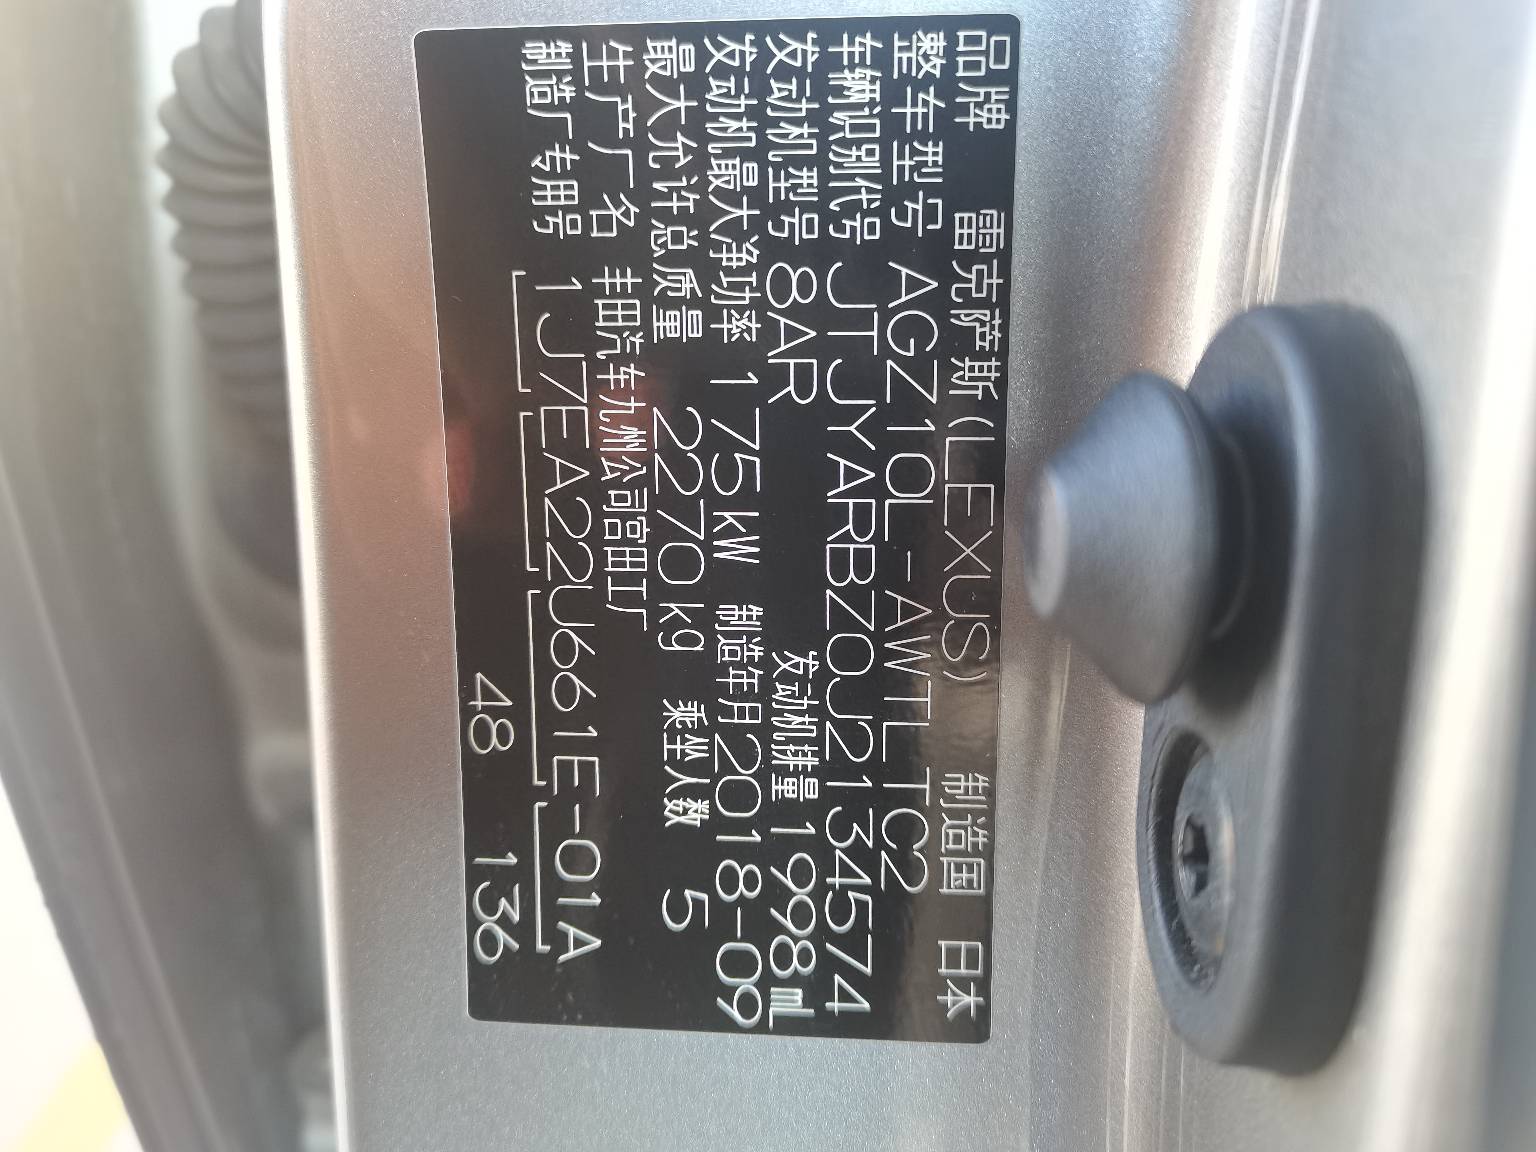 品牌 雷克萨斯(LEXUS) 制造国 日本
整车型号 AGZ10L-AWTLTC2
车辆识别代号 JTJYARBZ0J2134574
发动机型号 8AR 发动机排量 1998mL
发动机最大净功率 175kW 制造年月 2018-09
最大允许总质量 2270kg 乘坐人数 5
生产厂名 丰田汽车九州公司宫田工厂
制造厂专用号 1J7EA22U661E-01A
48 136